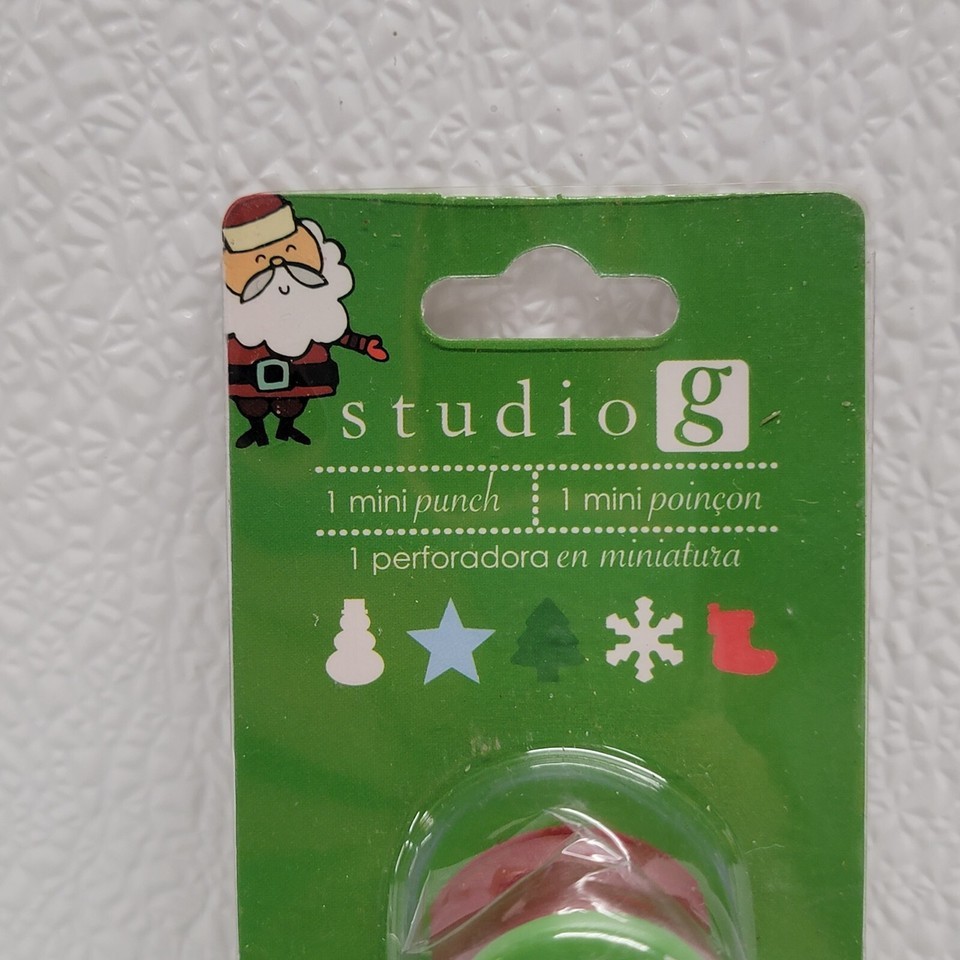 studio g
1 mini punch 1 mini poinçon
1 perforadora en miniatura